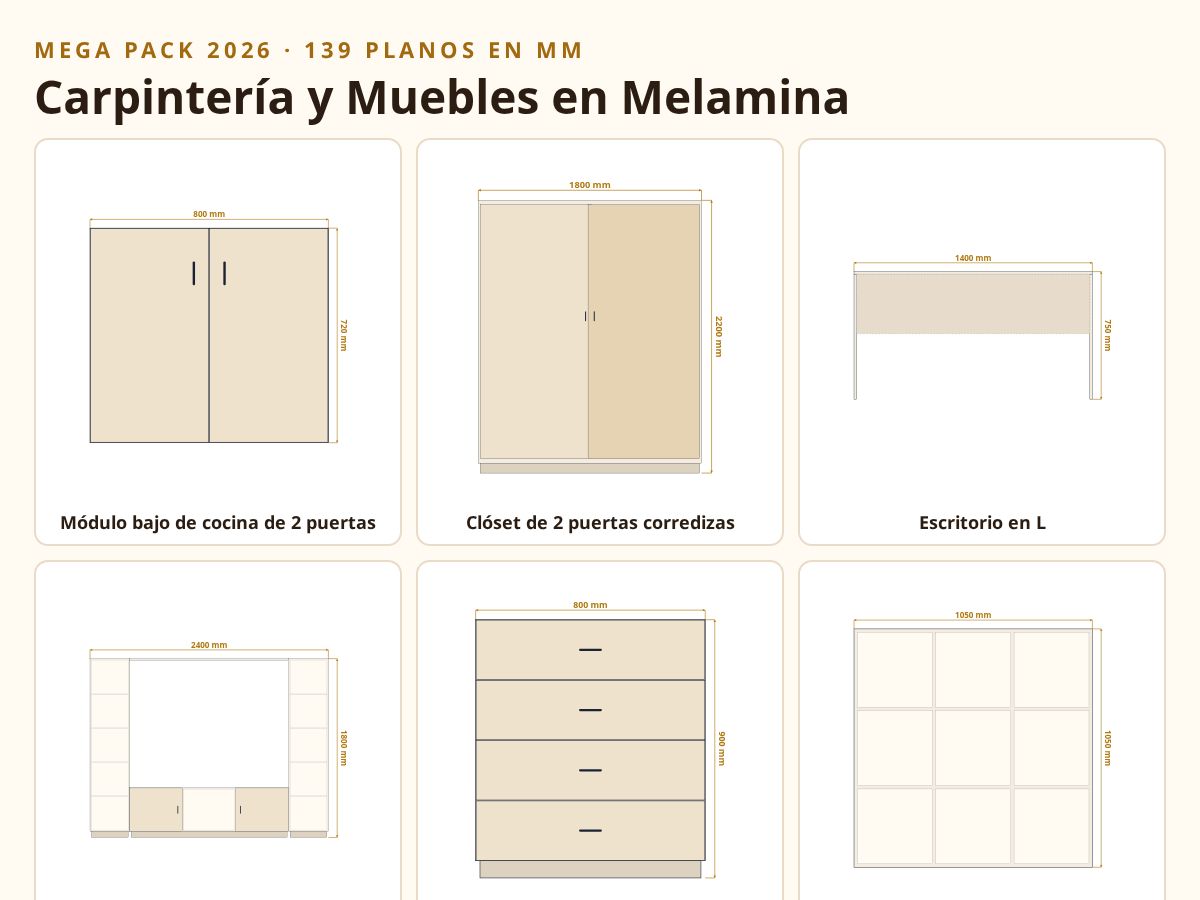 MEGA PACK 2026 · 139 PLANOS EN MM
Carpintería y Muebles en Melamina
800 mm
720 mm
Módulo bajo de cocina de 2 puertas
1800 mm
2200 mm
Clóset de 2 puertas corredizas
1400 mm
750 mm
Escritorio en L
2400 mm
1800 mm
800 mm
900 mm
1050 mm
1050 mm